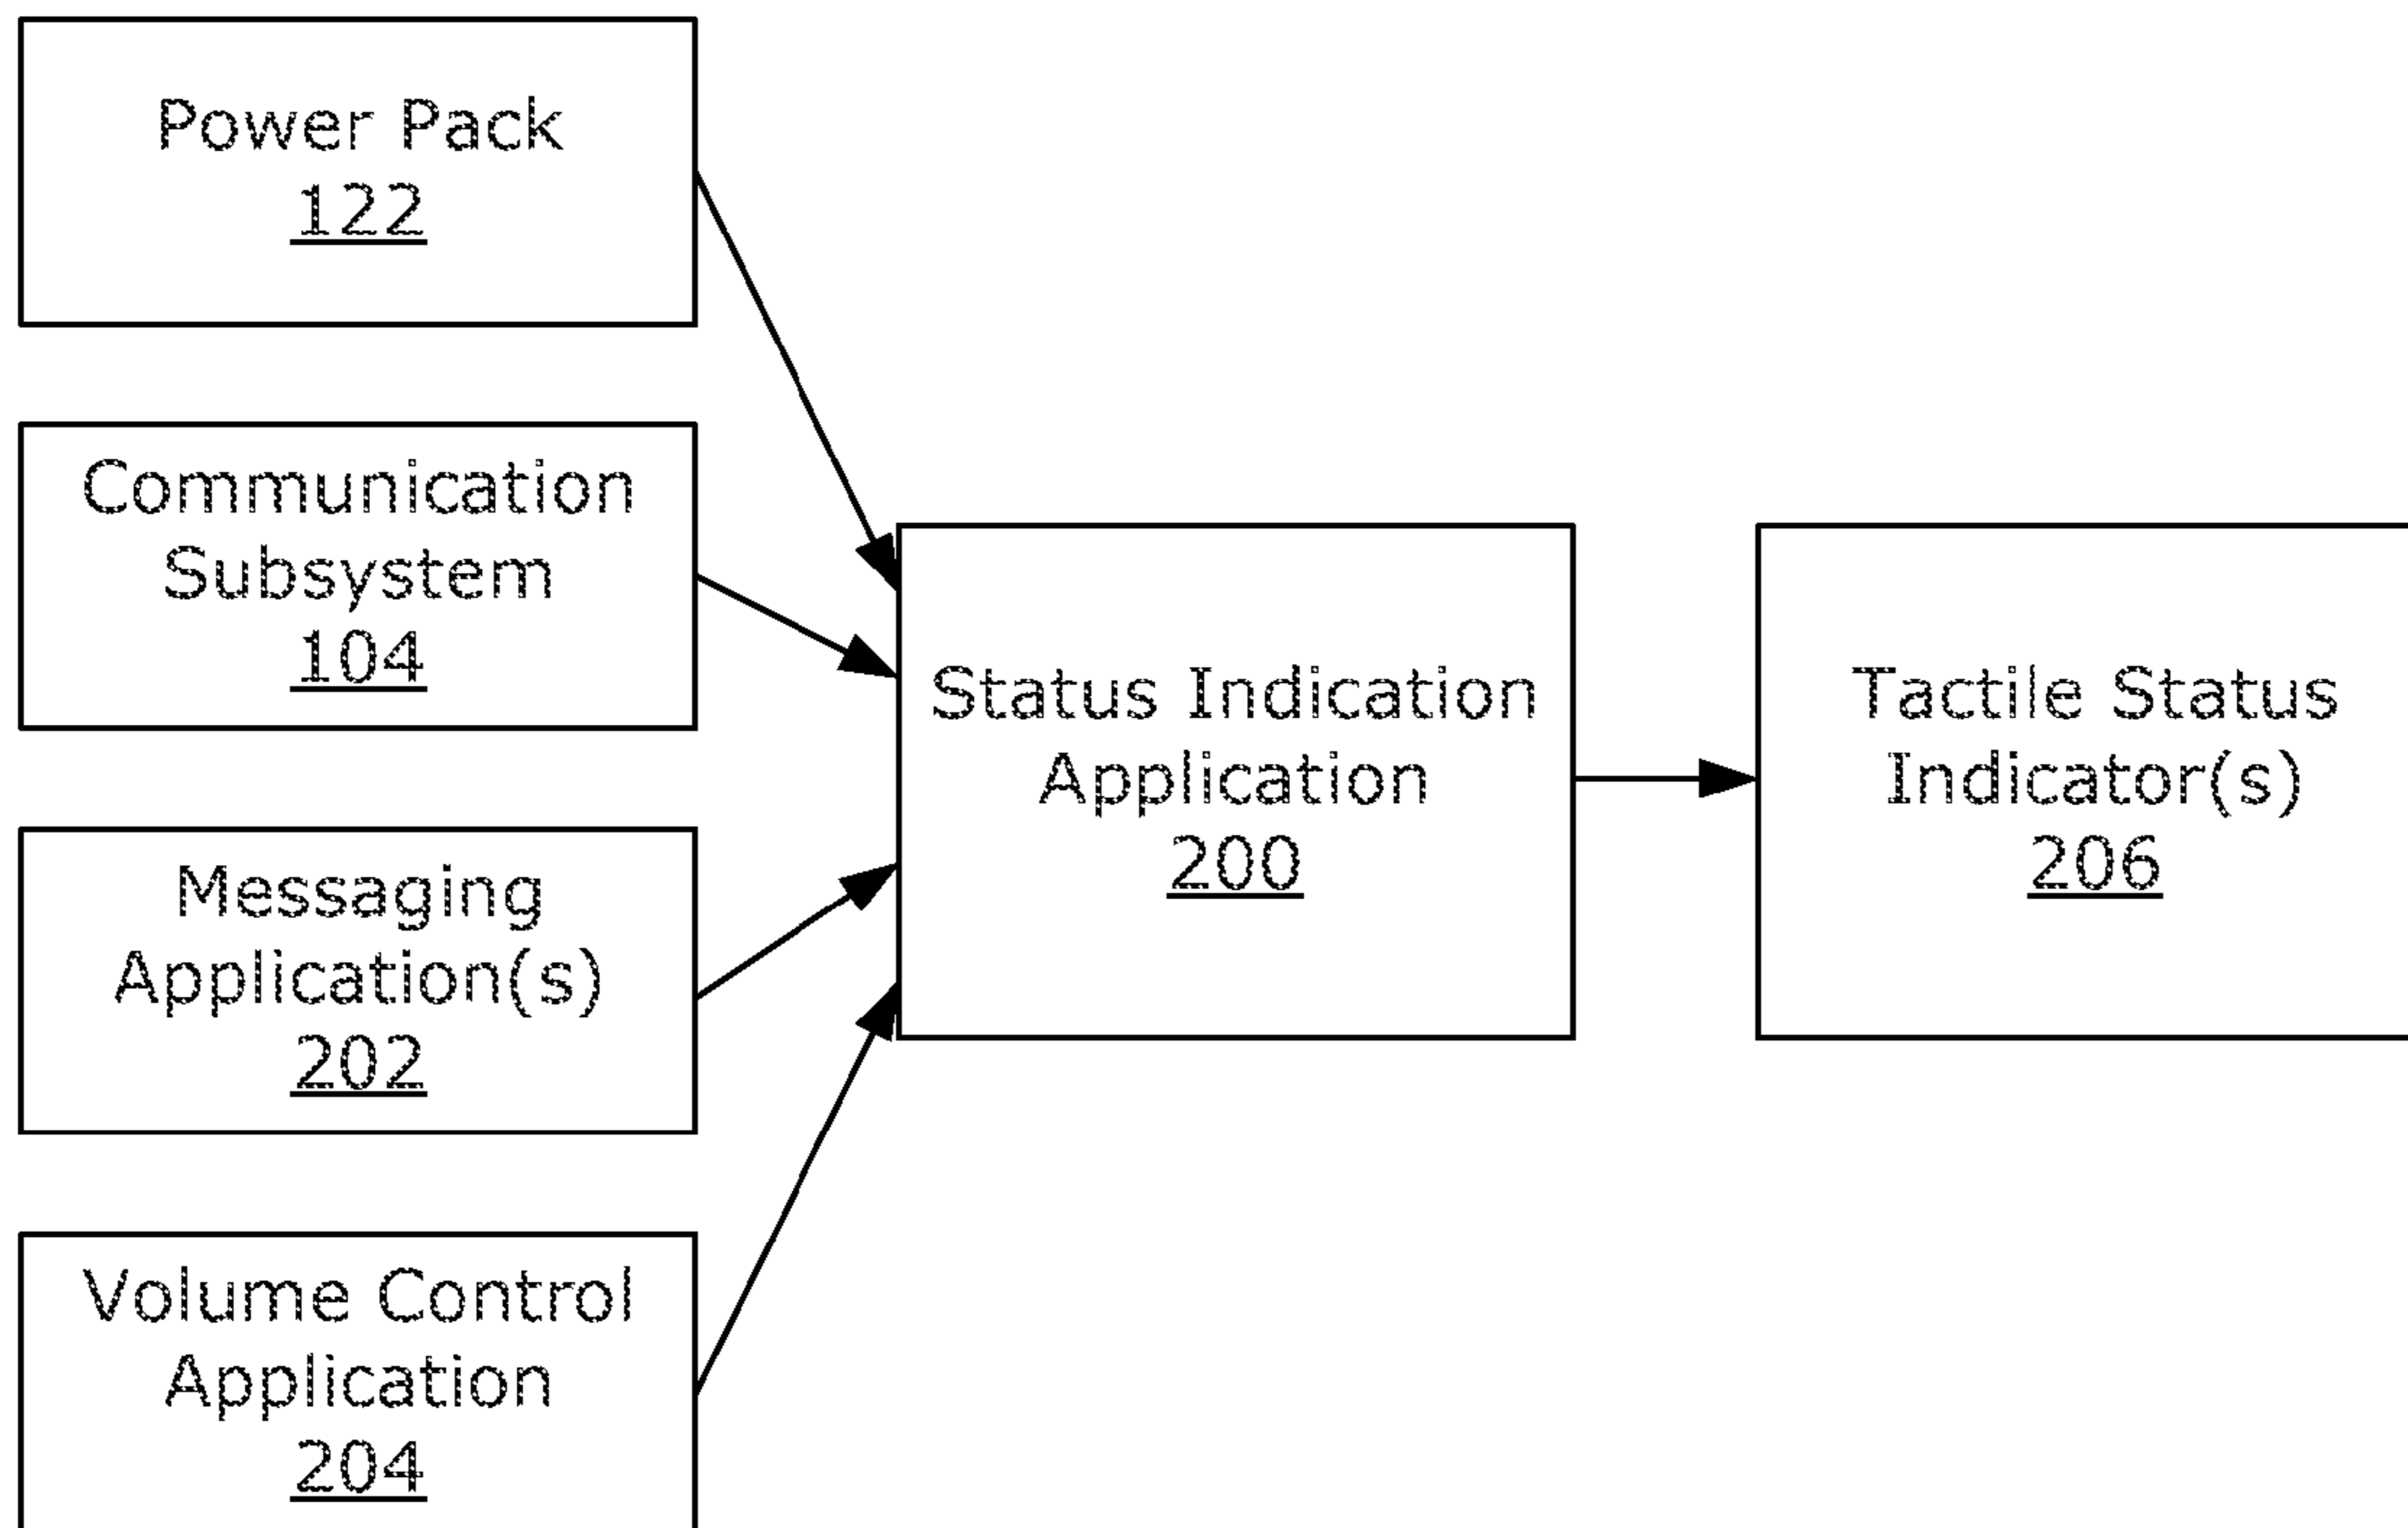 Power Pack
122
Communication
Subsystem
104
Messaging
Application(s)
202
Volume Control
Application
204
Status Indication
Application
200
Tactile Status
Indicator(s)
206